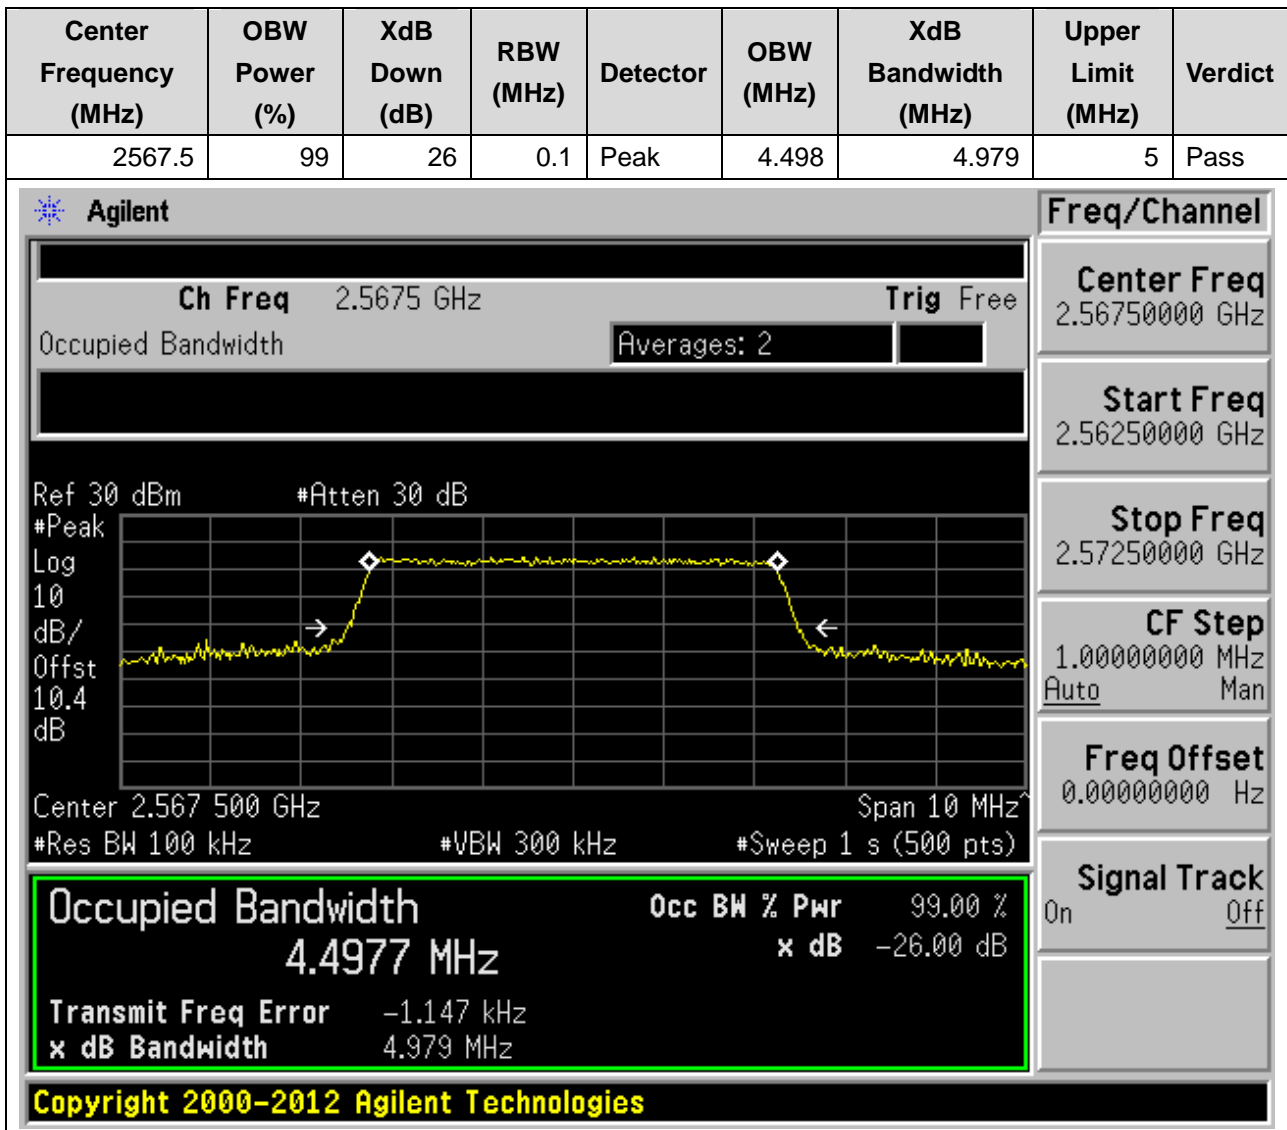 Center Frequency (MHz) OBW Power (%) XdB Down (dB) RBW (MHz) Detector OBW (MHz) XdB Bandwidth (MHz) Upper Limit (MHz) Verdict
2567.5 99 26 0.1 Peak 4.498 4.979 5 Pass
Agilent
Freq/Channel
Ch Freq 2.5675 GHz Trig Free
Occupied Bandwidth Averages: 2
Center Freq
2.56750000 GHz
Start Freq
2.56250000 GHz
Stop Freq
2.57250000 GHz
CF Step
1.00000000 MHz
Auto Man
Freq Offset
0.00000000 Hz
Signal Track
On Off
Ref 30 dBm #Atten 30 dB
#Peak
Log
10
dB/
Offst
10.4
dB
Center 2.567 500 GHz Span 10 MHz^
#Res BW 100 kHz #VBW 300 kHz #Sweep 1 s (500 pts)
Occupied Bandwidth
4.4977 MHz
Occ BW % Pwr 99.00 %
x dB -26.00 dB
Transmit Freq Error -1.147 kHz
x dB Bandwidth 4.979 MHz
Copyright 2000-2012 Agilent Technologies